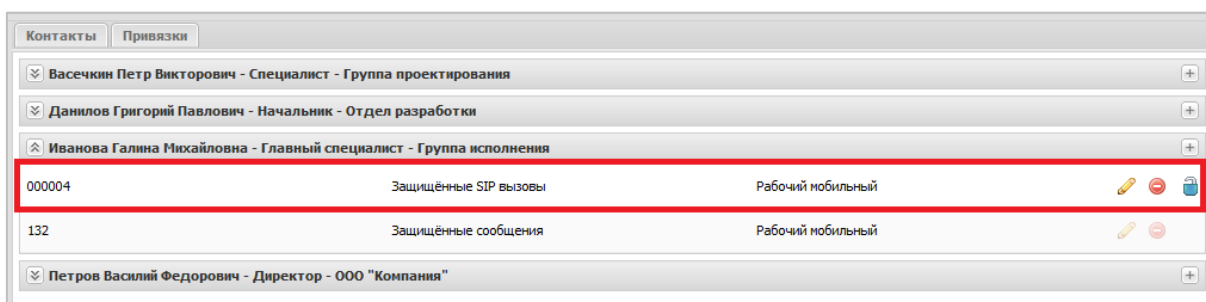 Контакты Привязки
Васечкин Петр Викторович - Специалист - Группа проектирования
Данилов Григорий Павлович - Начальник - Отдел разработки
Иванова Галина Михайловна - Главный специалист - Группа исполнения
000004 Защищённые SIP вызовы Рабочий мобильный
132 Защищённые сообщения Рабочий мобильный
Петров Василий Федорович - Директор - ООО "Компания"